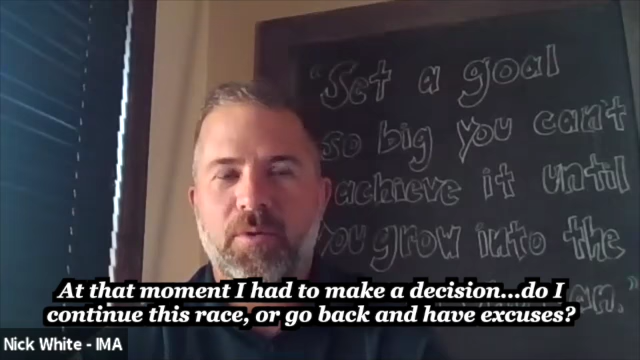 "Set a goal
so big you can't
achieve it until
you grow into the
an."
At that moment I had to make a decision...do I
continue this race, or go back and have excuses?
Nick White - IMA